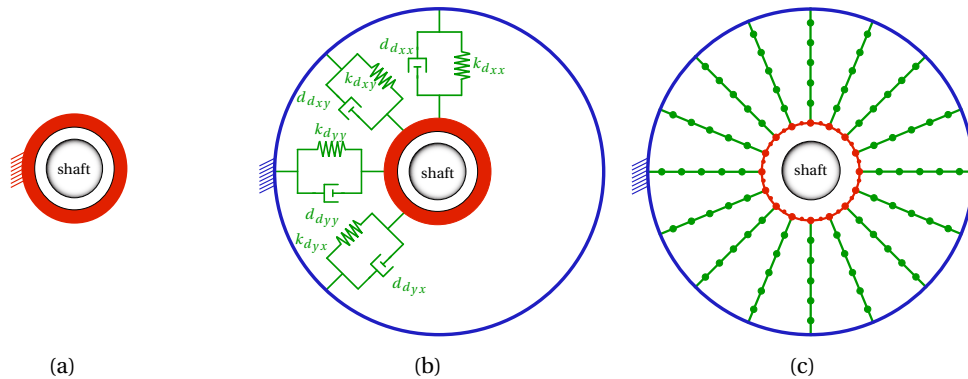 shaft
d_{d_{xx}}
k_{d_{xx}}
k_{d_{xy}}
d_{d_{xy}}
k_{d_{yy}}
d_{d_{yy}}
k_{d_{yx}}
d_{d_{yx}}
shaft
shaft
(a)
(b)
(c)